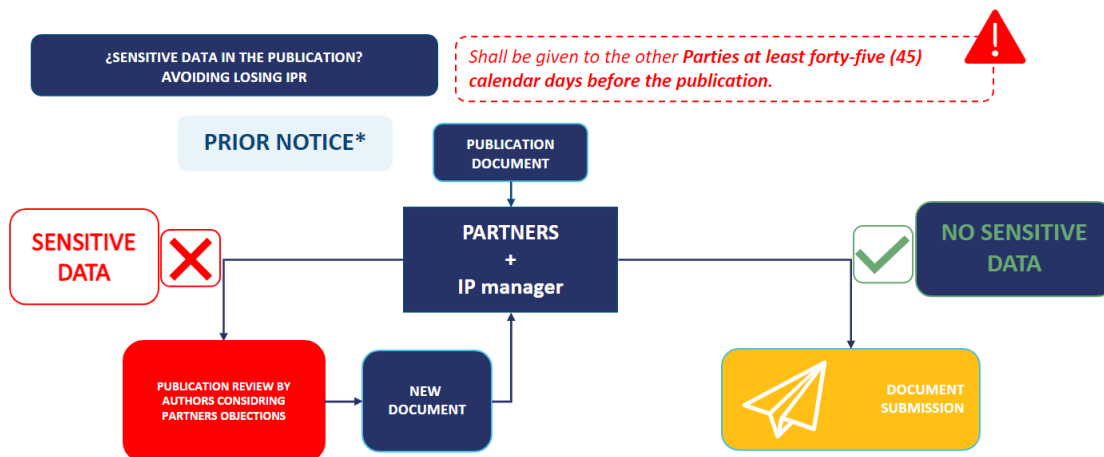 ¿SENSITIVE DATA IN THE PUBLICATION?
AVOIDING LOSING IPR
Shall be given to the other Parties at least forty-five (45)
calendar days before the publication.
PRIOR NOTICE*
PUBLICATION
DOCUMENT
SENSITIVE
DATA
PARTNERS
+
IP manager
NO SENSITIVE
DATA
PUBLICATION REVIEW BY
AUTHORS CONSIDRING
PARTNERS OBJECTIONS
NEW
DOCUMENT
DOCUMENT
SUBMISSION